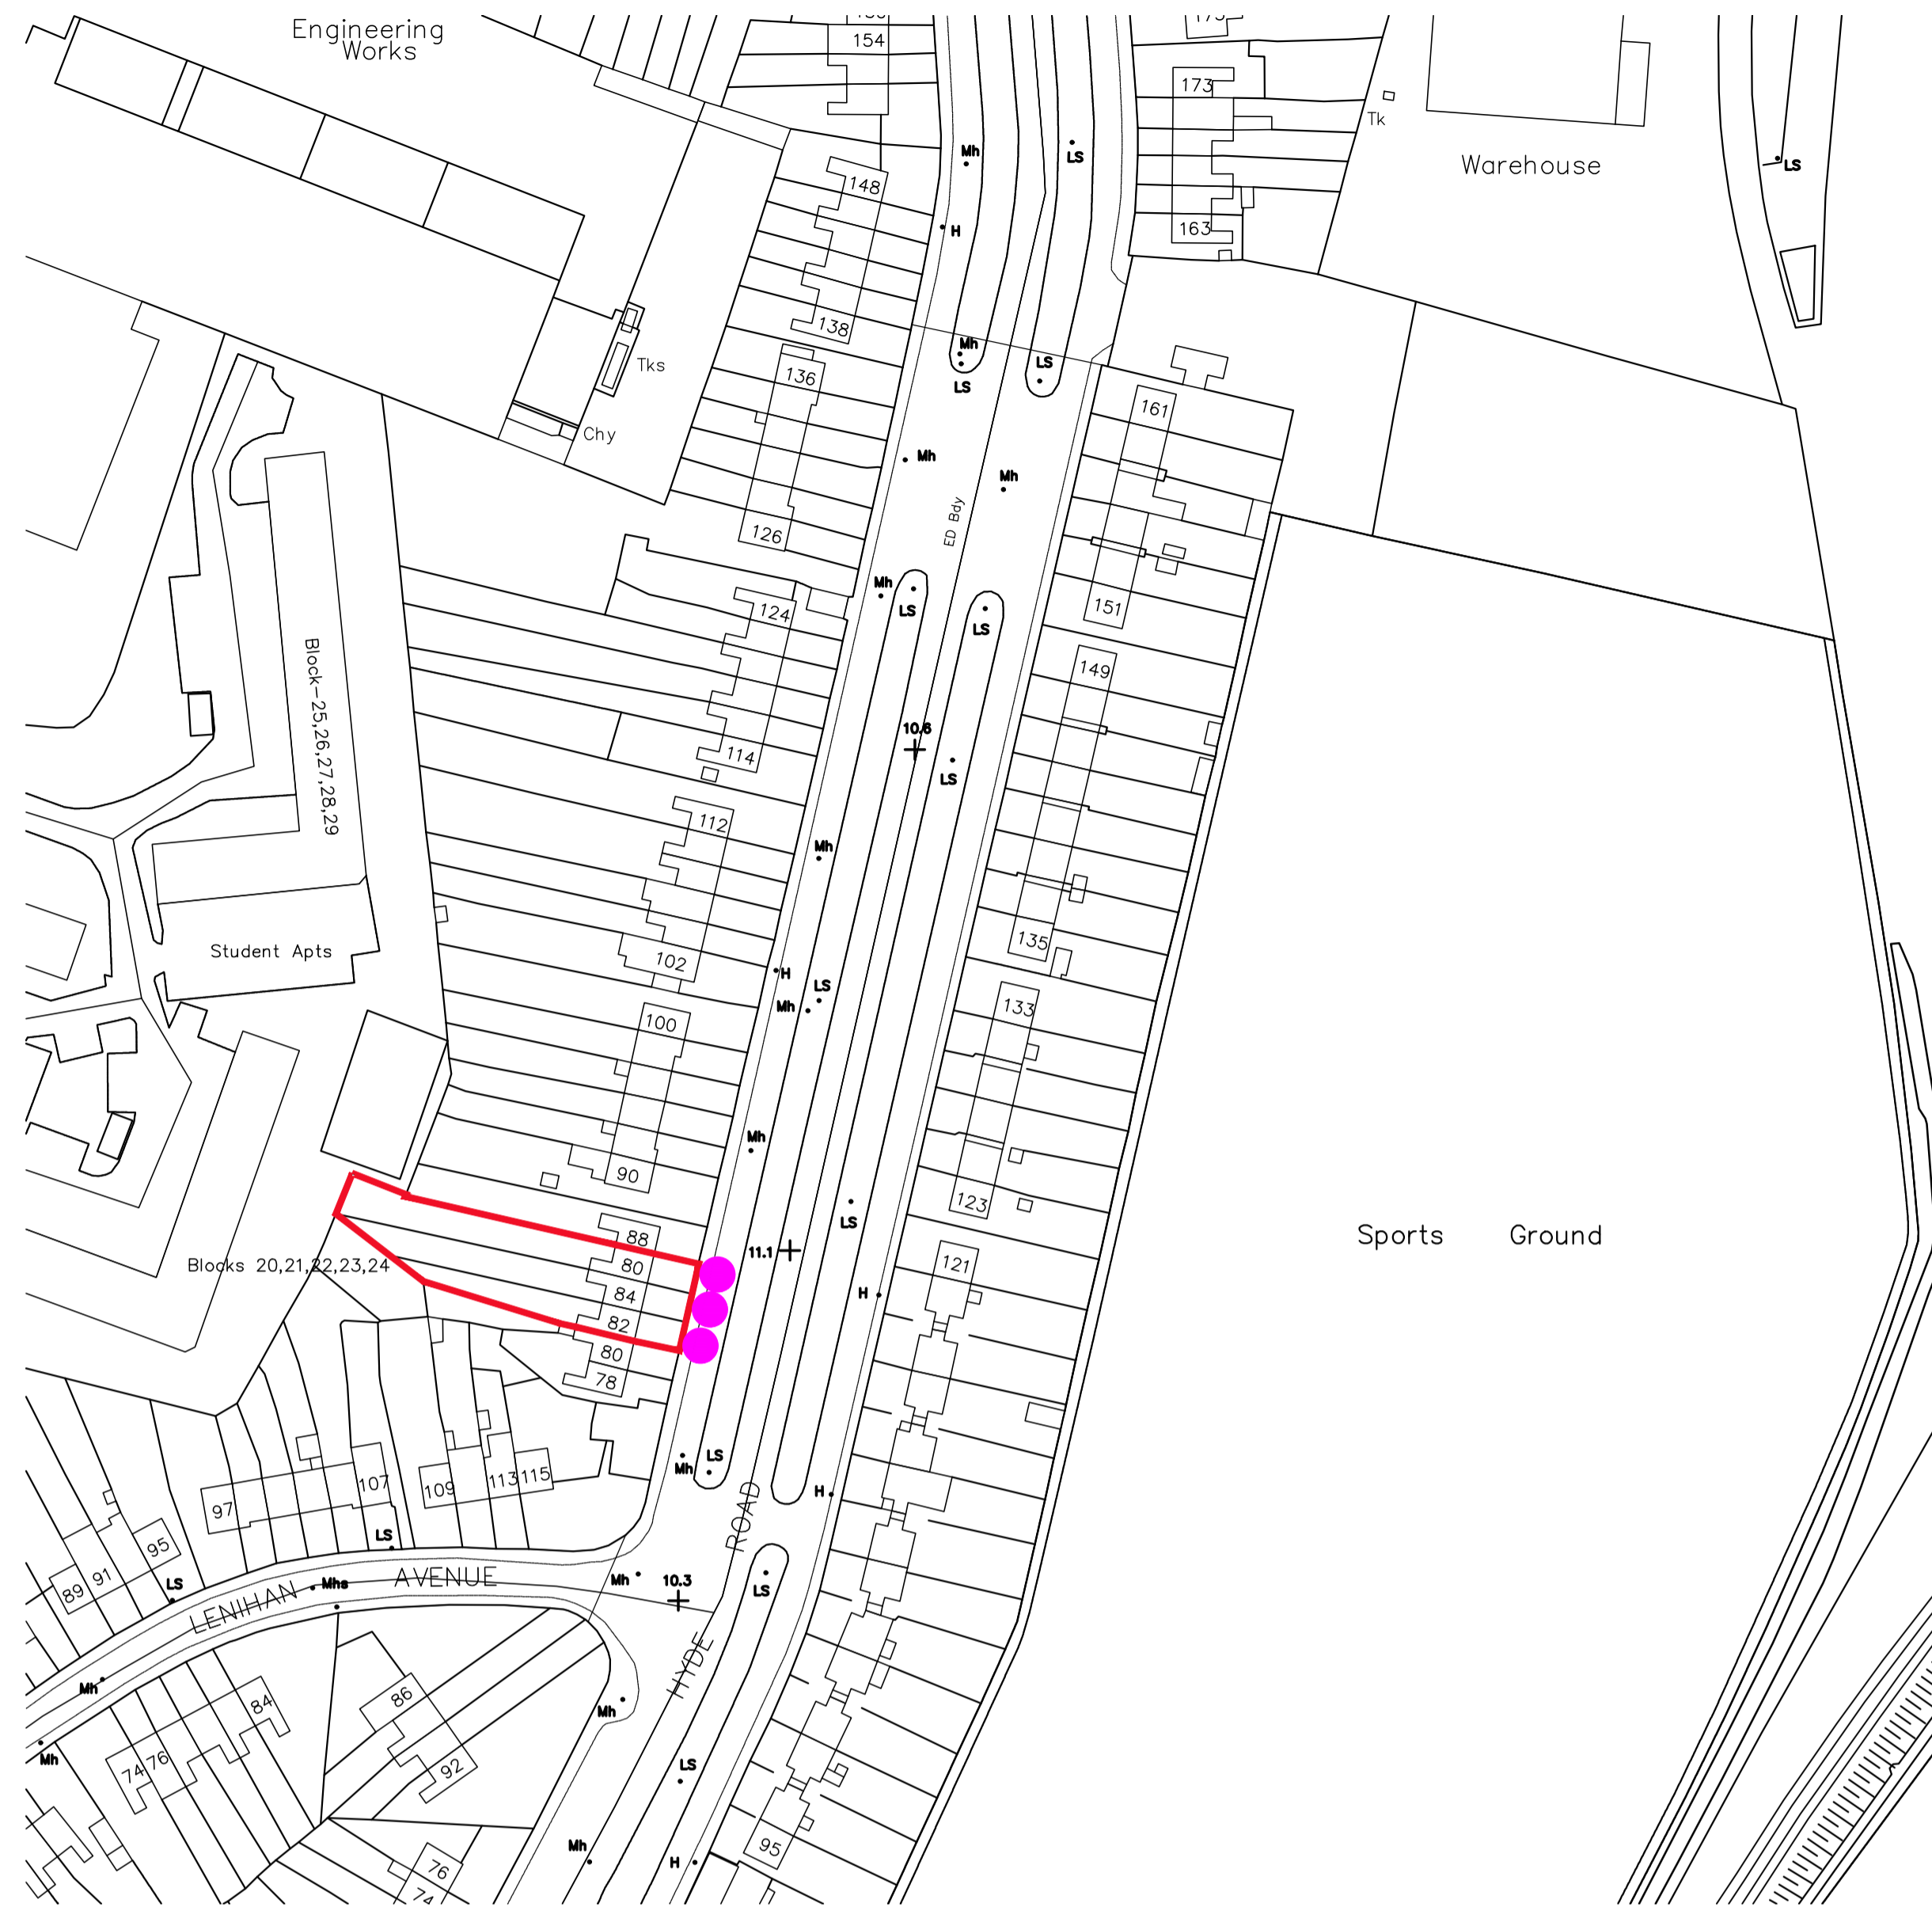 Engineering
Works
154
173
173
Tk
Warehouse
Mh
LS
LS
148
H
163
138
Mh
LS
LS
Tks
136
161
Chy
Mh
Mh
ED Bdy
126
Mh
LS
124
LS
151
Block-25,26,27,28,29
149
10.6
114
LS
112
Mh
135
Student Apts
102
H
LS
Mh
133
100
Mh
90
123
LS
88
11.1
80
Blocks 20,21,22,23,24
84
121
H
82
80
78
Sports Ground
LS
Mh
107
109
113
115
97
H
ROAD
LS
95
AVENUE
Mhs
Mh
10.3
LS
89
91
LS
LENIHAN
HYDE
Mh
86
84
Mh
74
76
92
Mh
LS
Mh
H
95
76
74